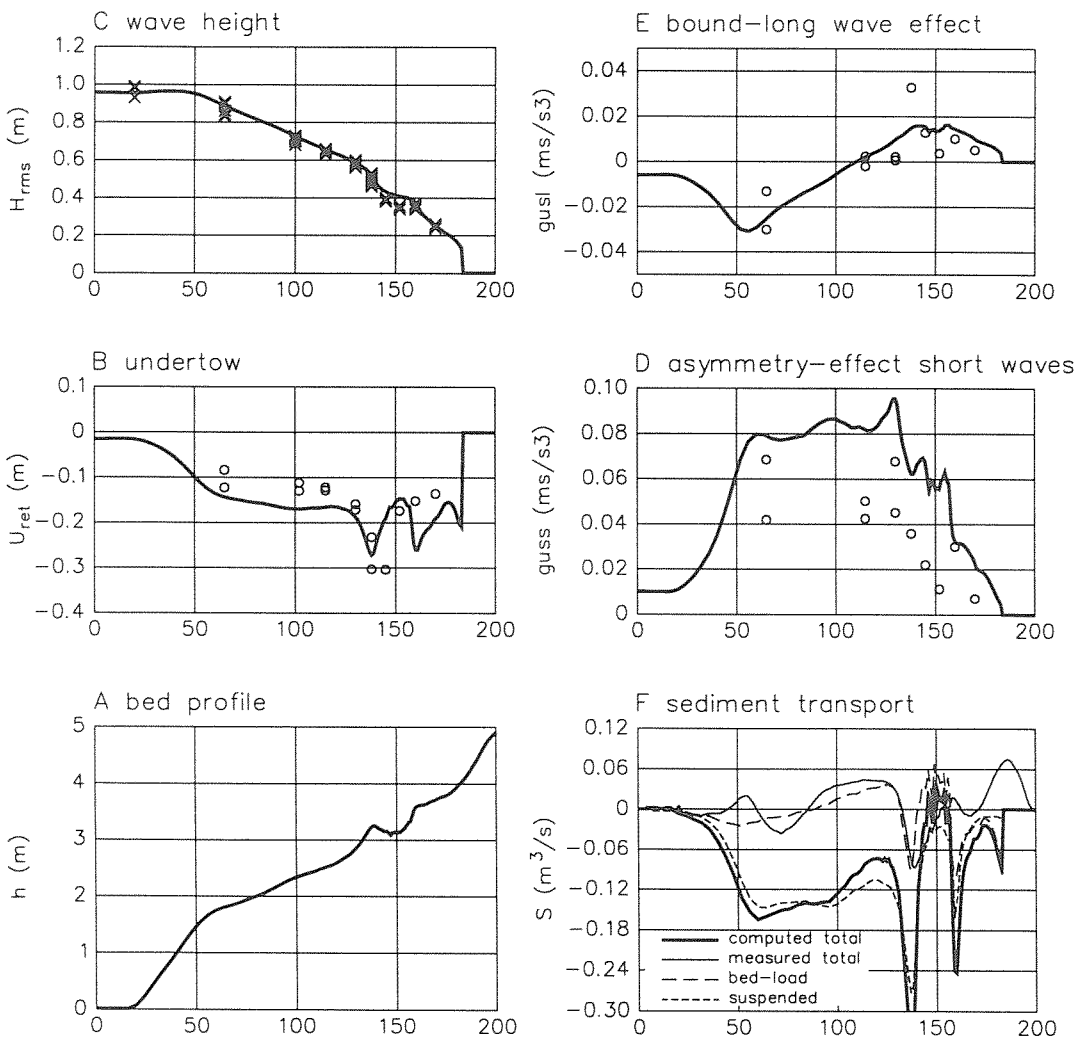 C wave height
1.2
1.0
0.8
0.6
0.4
0.2
0
H_rms (m)
0 50 100 150 200
E bound-long wave effect
0.04
0.02
0
-0.02
-0.04
gusl (ms/s3)
0 50 100 150 200
B undertow
0.1
0
-0.1
-0.2
-0.3
-0.4
U_ret (m)
0 50 100 150 200
D asymmetry-effect short waves
0.10
0.08
0.06
0.04
0.02
0
guss (ms/s3)
0 50 100 150 200
A bed profile
5
4
3
2
1
0
h (m)
0 50 100 150 200
F sediment transport
0.12
0.06
0
-0.06
-0.12
-0.18
-0.24
-0.30
S (m³/s)
computed total
measured total
bed-load
suspended
0 50 100 150 200